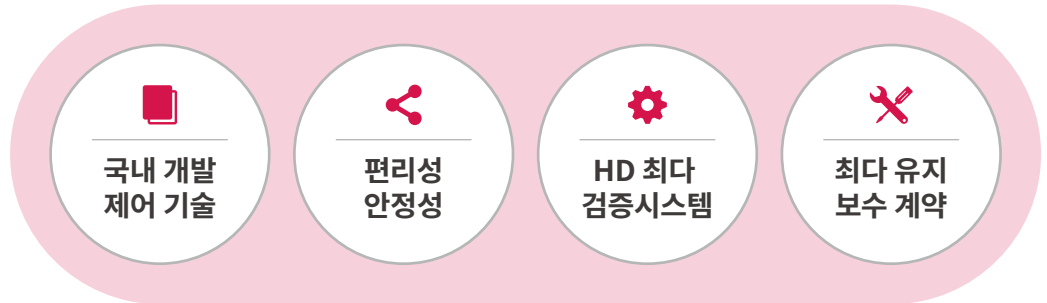 국내 개발
제어 기술
편리성
안정성
HD 최다
검증시스템
최다 유지
보수 계약